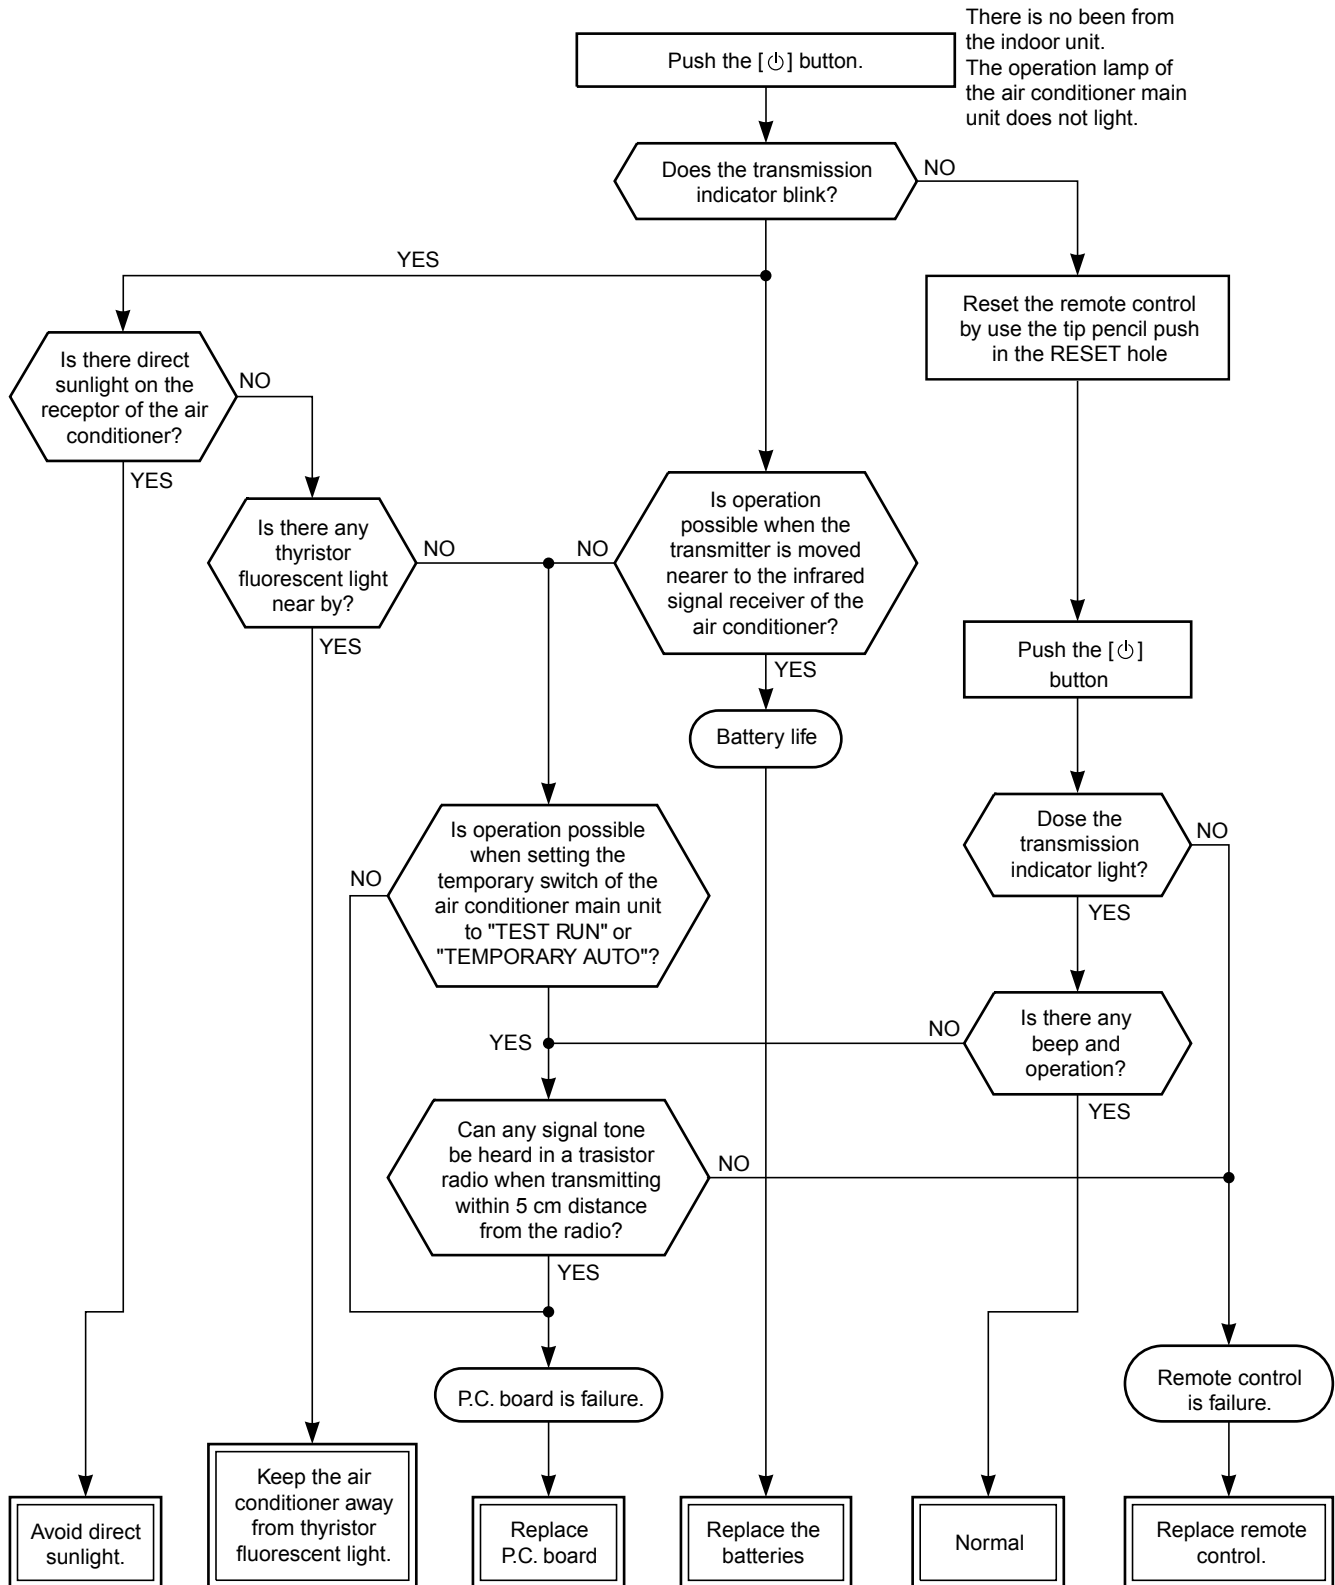 There is no been from
the indoor unit.
The operation lamp of
the air conditioner main
unit does not light.
Push the [⏻] button.
Does the transmission
indicator blink?
NO
YES
Reset the remote control
by use the tip pencil push
in the RESET hole
Is there direct
sunlight on the
receptor of the air
conditioner?
NO
YES
Is there any
thyristor
fluorescent light
near by?
NO
YES
Is operation
possible when the
transmitter is moved
nearer to the infrared
signal receiver of the
air conditioner?
NO
YES
Push the [⏻]
button
Battery life
Is operation possible
when setting the
temporary switch of the
air conditioner main unit
to "TEST RUN" or
"TEMPORARY AUTO"?
NO
YES
Dose the
transmission
indicator light?
NO
YES
Is there any
beep and
operation?
NO
YES
Can any signal tone
be heard in a trasistor
radio when transmitting
within 5 cm distance
from the radio?
NO
YES
P.C. board is failure.
Remote control
is failure.
Avoid direct
sunlight.
Keep the air
conditioner away
from thyristor
fluorescent light.
Replace
P.C. board
Replace the
batteries
Normal
Replace remote
control.